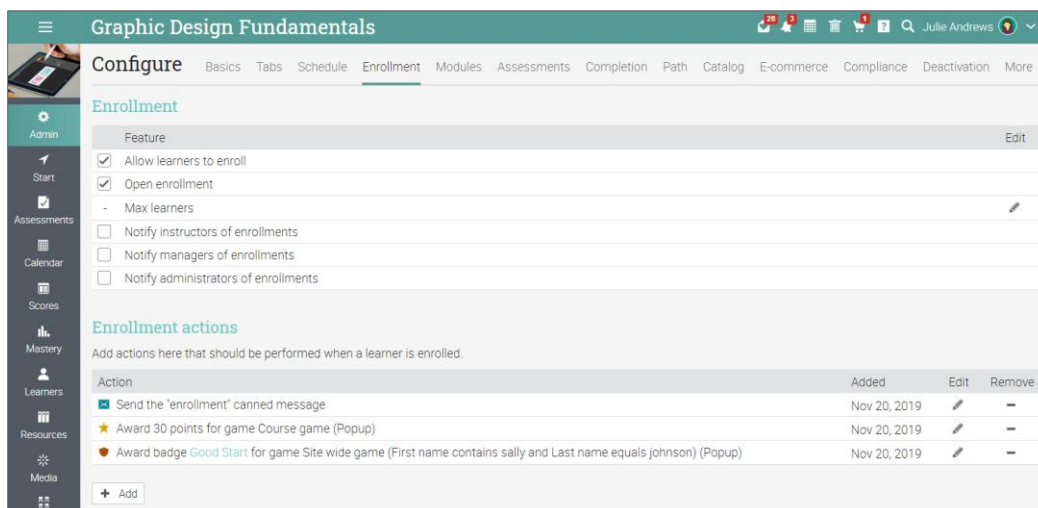 Graphic Design Fundamentals 28 3 1 ? Julie Andrews
Configure Basics Tabs Schedule Enrollment Modules Assessments Completion Path Catalog E-commerce Compliance Deactivation More
Admin
Start
Assessments
Calendar
Scores
Mastery
Learners
Resources
Media
Enrollment
Feature Edit
Allow learners to enroll
Open enrollment
- Max learners
Notify instructors of enrollments
Notify managers of enrollments
Notify administrators of enrollments
Enrollment actions
Add actions here that should be performed when a learner is enrolled.
Action Added Edit Remove
Send the "enrollment" canned message Nov 20, 2019
Award 30 points for game Course game (Popup) Nov 20, 2019
Award badge Good Start for game Site wide game (First name contains sally and Last name equals johnson) (Popup) Nov 20, 2019
+ Add